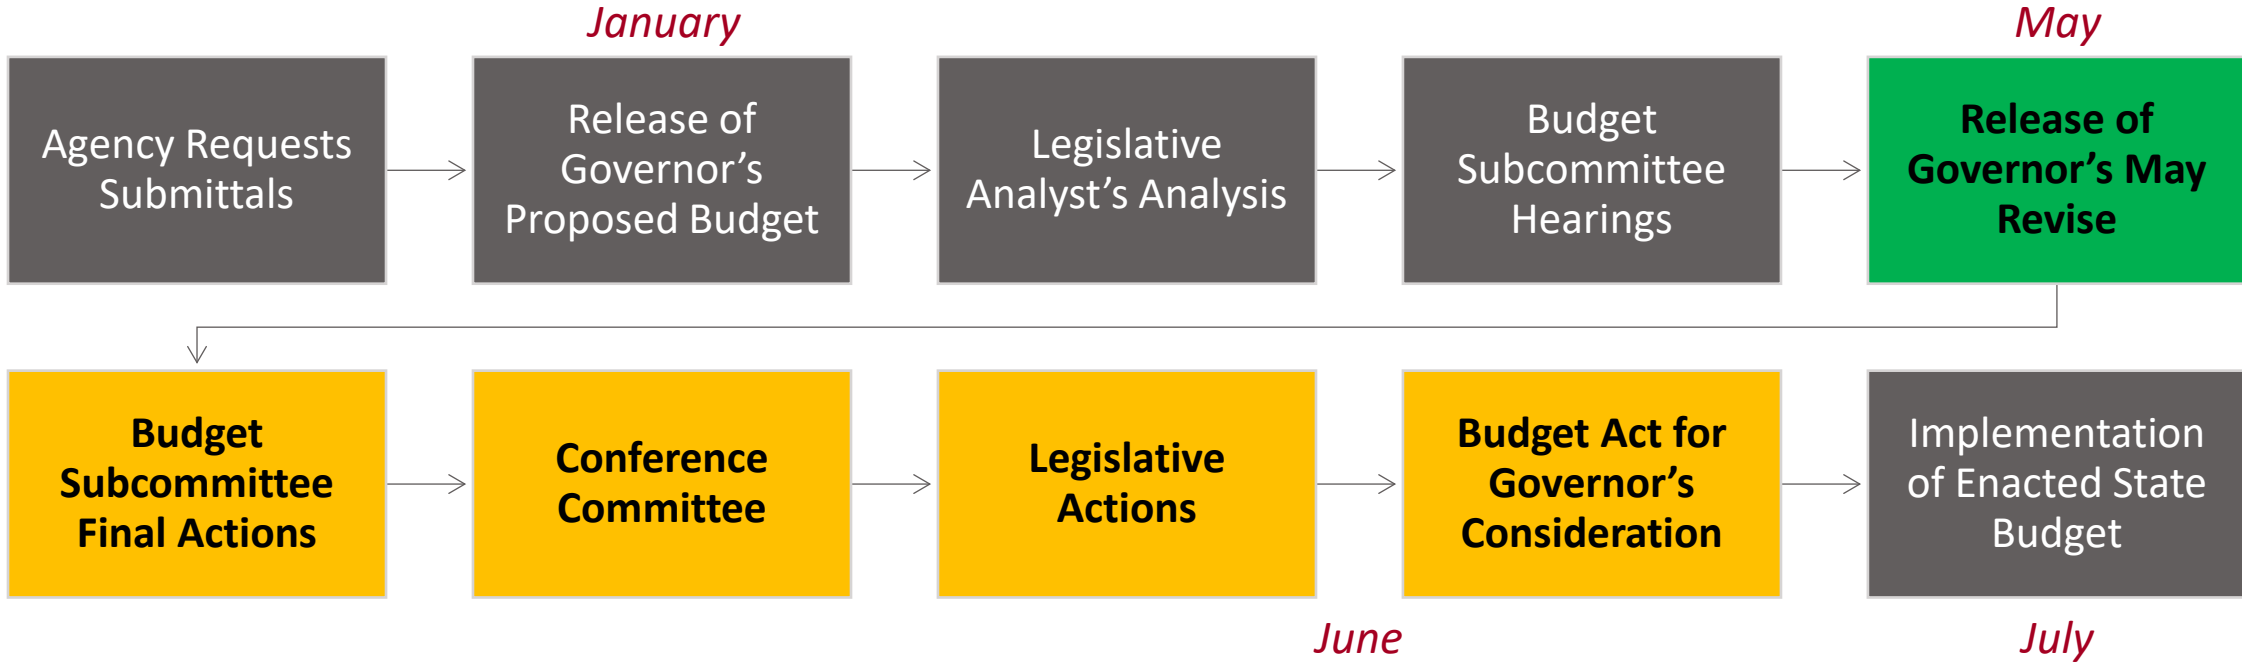 January
May
Agency Requests
Submittals
Release of
Governor’s
Proposed Budget
Legislative
Analyst’s Analysis
Budget
Subcommittee
Hearings
Release of
Governor’s May
Revise
Budget
Subcommittee
Final Actions
Conference
Committee
Legislative
Actions
Budget Act for
Governor’s
Consideration
Implementation
of Enacted State
Budget
June
July